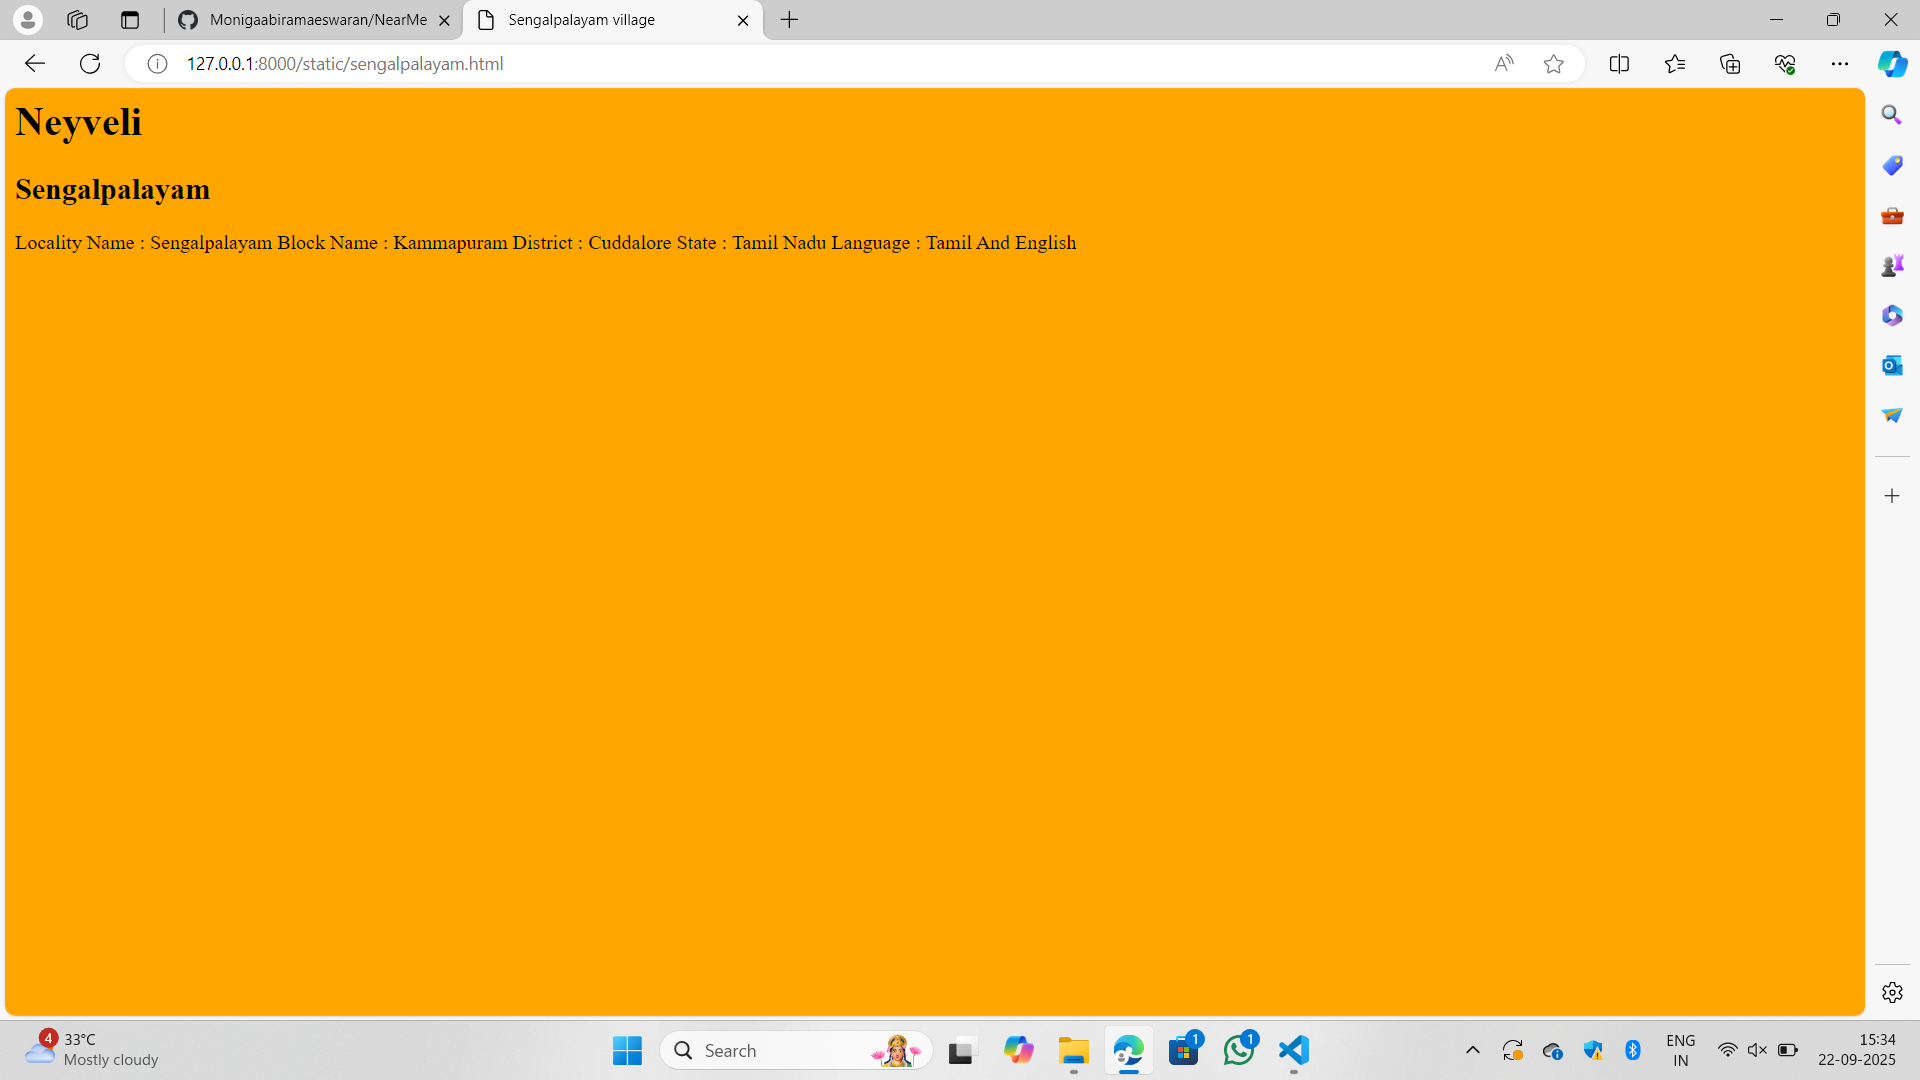 Monigaabiramaeswaran/NearMe
Sengalpalayam village
127.0.0.1:8000/static/sengalpalayam.html
Neyveli
Sengalpalayam
Locality Name : Sengalpalayam Block Name : Kammapuram District : Cuddalore State : Tamil Nadu Language : Tamil And English
4
33°C
Mostly cloudy
Search
1
1
ENG
IN
15:34
22-09-2025